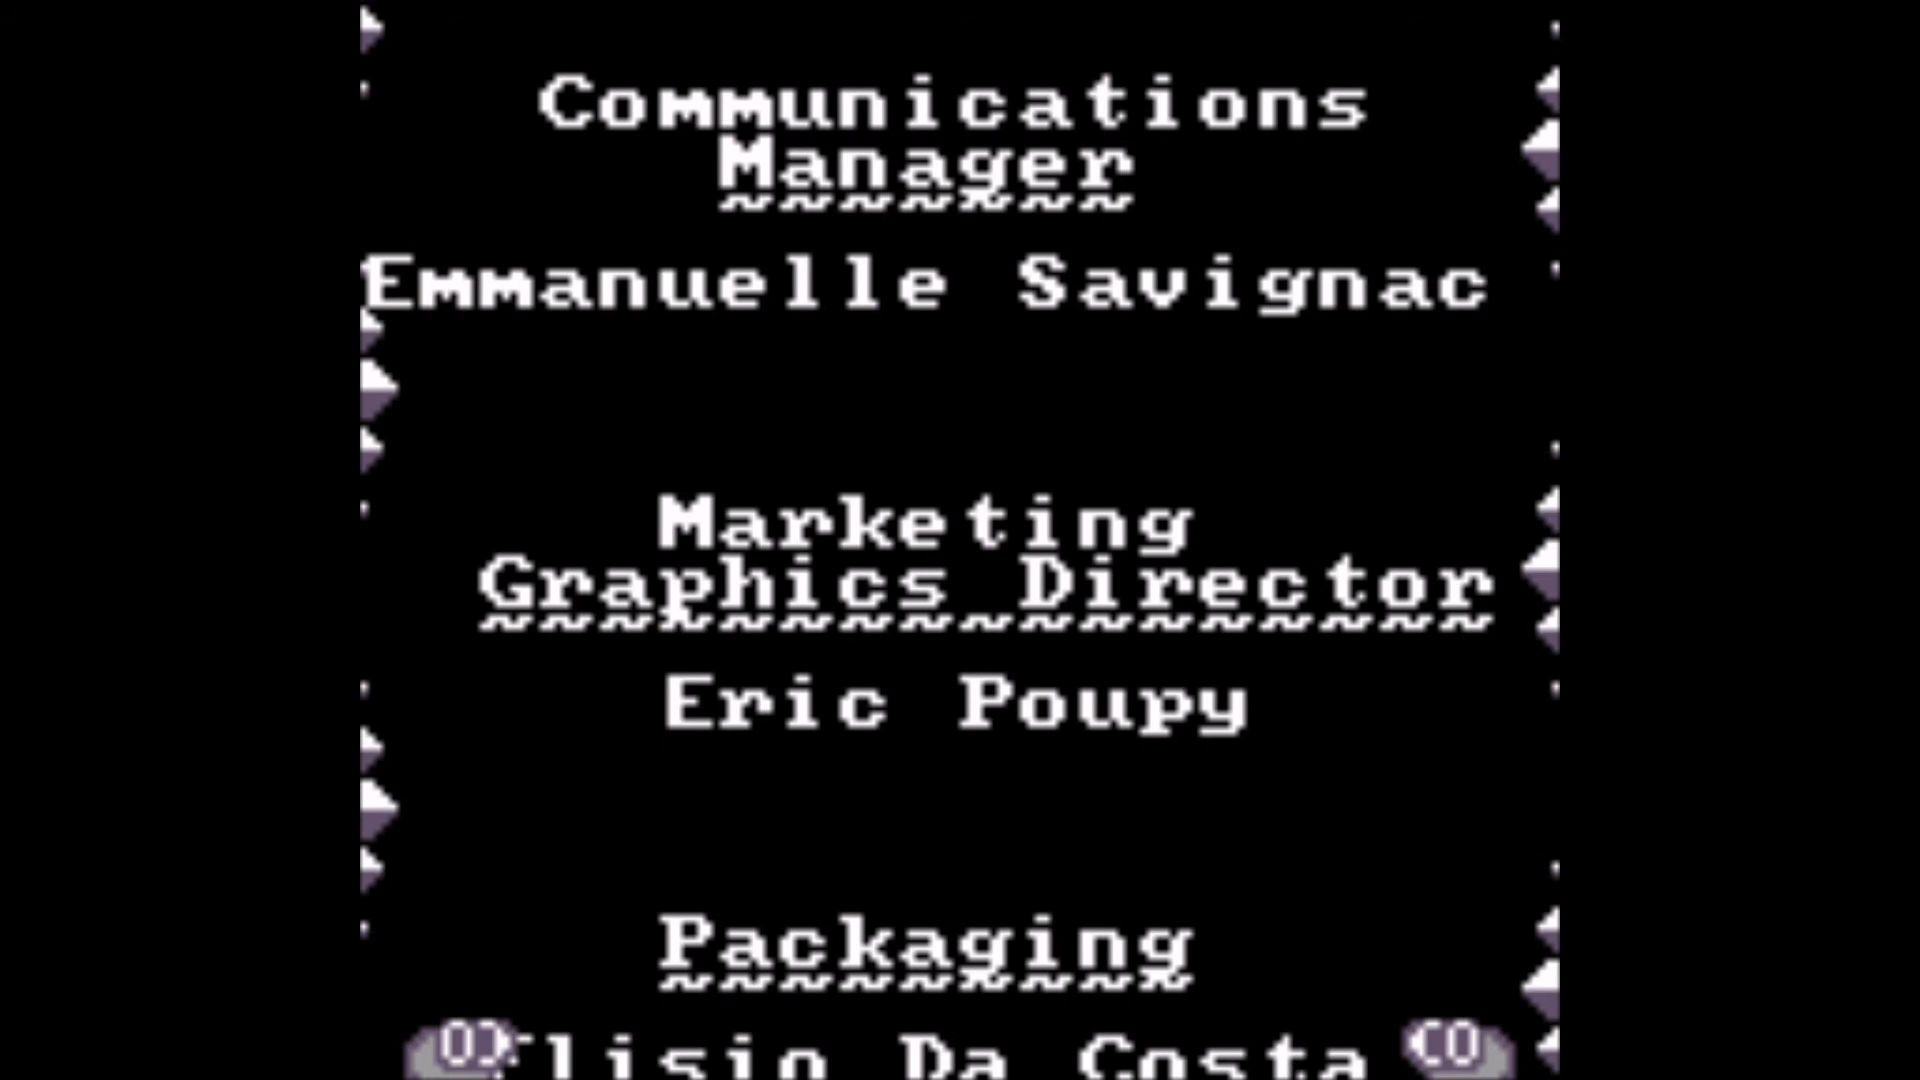 Communications
Manager
Emmanuelle Savignac
Marketing
Graphics Director
Eric Poupy
Packaging
Da Costa